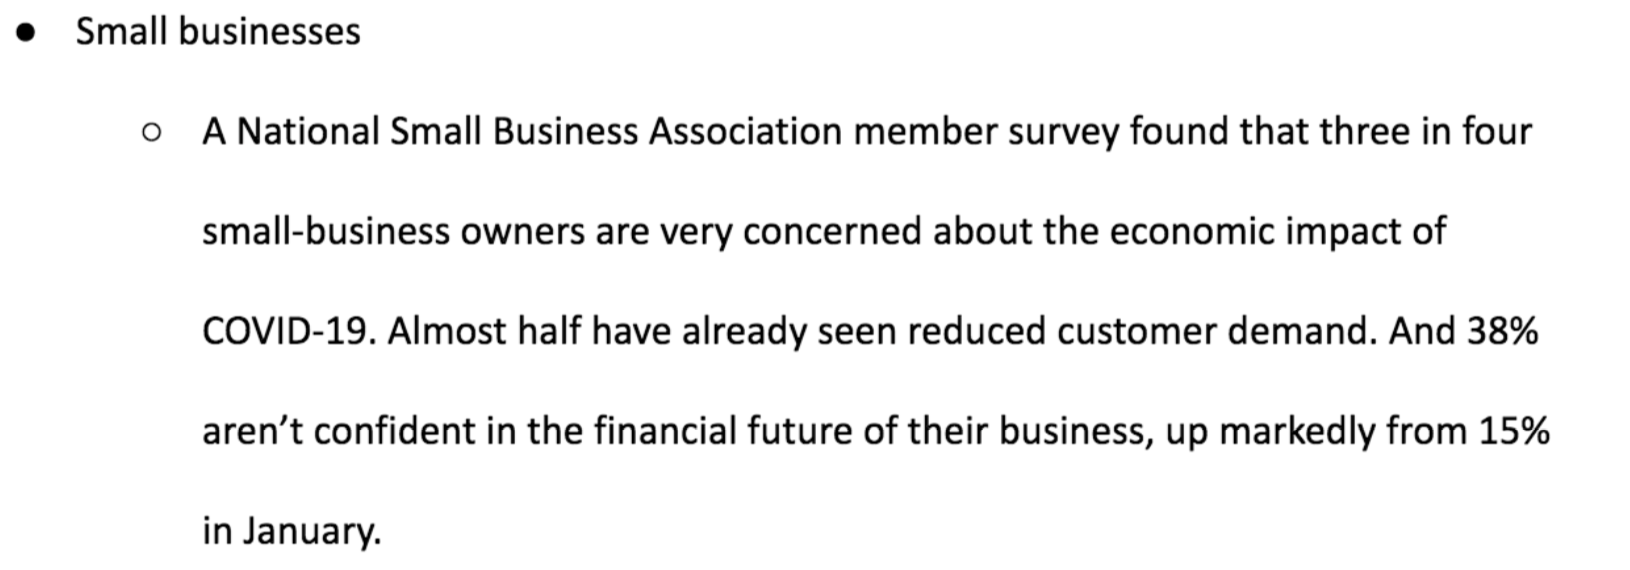 ● Small businesses
○ A National Small Business Association member survey found that three in four
small-business owners are very concerned about the economic impact of
COVID-19. Almost half have already seen reduced customer demand. And 38%
aren’t confident in the financial future of their business, up markedly from 15%
in January.